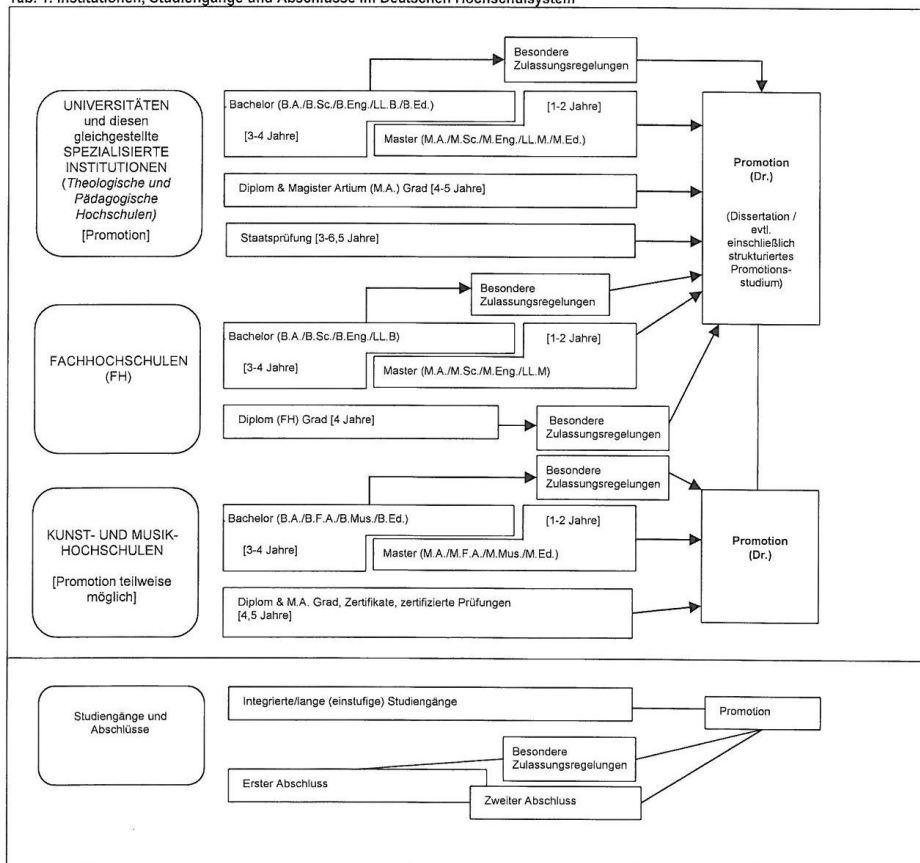 Tab. 1: Institutionen, Studiengänge und Abschlüsse im Deutschen Hochschulsystem
UNIVERSITÄTEN
und diesen
gleichgestellte
SPEZIALISIERTE
INSTITUTIONEN
(Theologische und
Pädagogische
Hochschulen)
[Promotion]
Besondere
Zulassungsregelungen
Bachelor (B.A./B.Sc./B.Eng./LL.B./B.Ed.)
[3-4 Jahre]
[1-2 Jahre]
Master (M.A./M.Sc./M.Eng./LL.M./M.Ed.)
Diplom & Magister Artium (M.A.) Grad [4-5 Jahre]
Staatsprüfung [3-6,5 Jahre]
Promotion
(Dr.)
(Dissertation /
evtl.
einschließlich
strukturiertes
Promotions-
studium)
FACHHOCHSCHULEN
(FH)
Besondere
Zulassungsregelungen
Bachelor (B.A./B.Sc./B.Eng./LL.B)
[3-4 Jahre]
[1-2 Jahre]
Master (M.A./M.Sc./M.Eng./LL.M)
Diplom (FH) Grad [4 Jahre]
Besondere
Zulassungsregelungen
KUNST- UND MUSIK-
HOCHSCHULEN
[Promotion teilweise
möglich]
Besondere
Zulassungsregelungen
Bachelor (B.A./B.F.A./B.Mus./B.Ed.)
[3-4 Jahre]
[1-2 Jahre]
Master (M.A./M.F.A./M.Mus./M.Ed.)
Diplom & M.A. Grad, Zertifikate, zertifizierte Prüfungen
[4,5 Jahre]
Promotion
(Dr.)
Studiengänge und
Abschlüsse
Integrierte/lange (einstufige) Studiengänge
Promotion
Besondere
Zulassungsregelungen
Erster Abschluss
Zweiter Abschluss